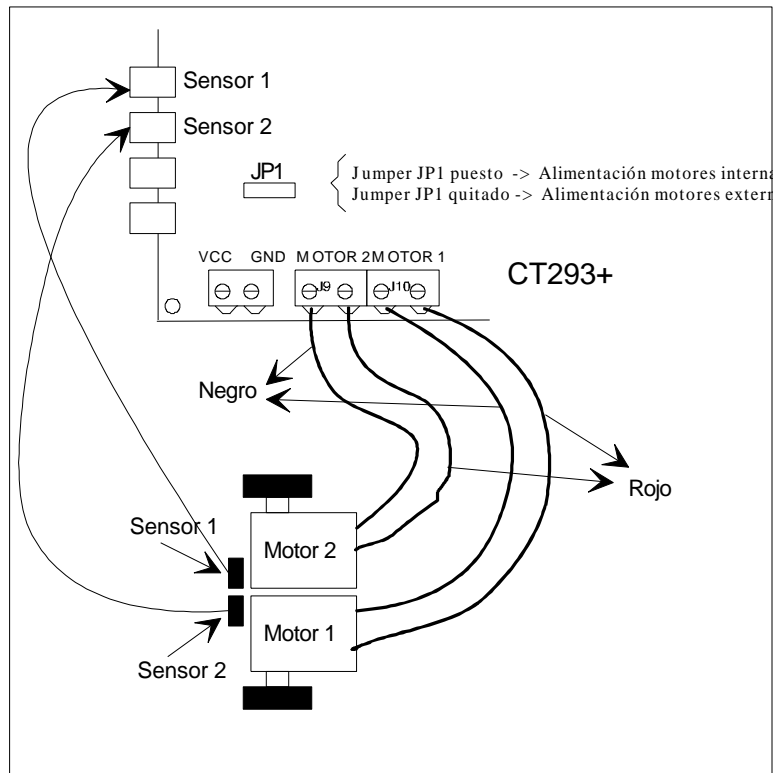 Sensor 1
Sensor 2
JP1
Jumper JP1 puesto -> Alimentación motores interna
Jumper JP1 quitado -> Alimentación motores extern
VCC GND MOTOR 2 MOTOR 1
J9 J10
CT293+
Negro
Rojo
Sensor 1
Motor 2
Motor 1
Sensor 2